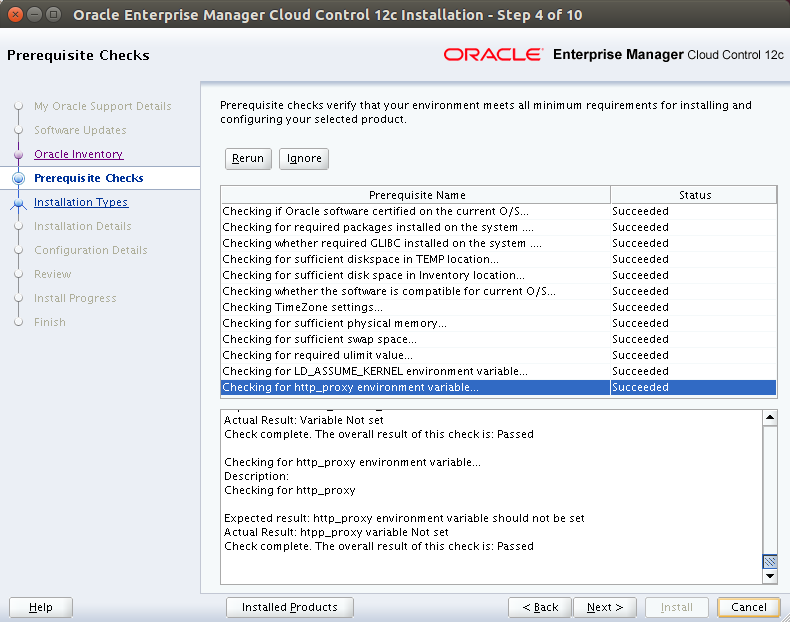 Oracle Enterprise Manager Cloud Control 12c Installation - Step 4 of 10
Prerequisite Checks
ORACLE Enterprise Manager Cloud Control 12c
My Oracle Support Details
Software Updates
Oracle Inventory
Prerequisite Checks
Installation Types
Installation Details
Configuration Details
Review
Install Progress
Finish
Prerequisite checks verify that your environment meets all minimum requirements for installing and
configuring your selected product.
Rerun Ignore
Prerequisite Name Status
Checking if Oracle software certified on the current O/S... Succeeded
Checking for required packages installed on the system .... Succeeded
Checking whether required GLIBC installed on the system .... Succeeded
Checking for sufficient diskspace in TEMP location... Succeeded
Checking for sufficient disk space in Inventory location... Succeeded
Checking whether the software is compatible for current O/S... Succeeded
Checking TimeZone settings... Succeeded
Checking for sufficient physical memory... Succeeded
Checking for sufficient swap space... Succeeded
Checking for required ulimit value... Succeeded
Checking for LD_ASSUME_KERNEL environment variable... Succeeded
Checking for http_proxy environment variable... Succeeded
Actual Result: Variable Not set
Check complete. The overall result of this check is: Passed
Checking for http_proxy environment variable...
Description:
Checking for http_proxy
Expected result: http_proxy environment variable should not be set
Actual Result: htpp_proxy variable Not set
Check complete. The overall result of this check is: Passed
Help Installed Products < Back Next > Install Cancel